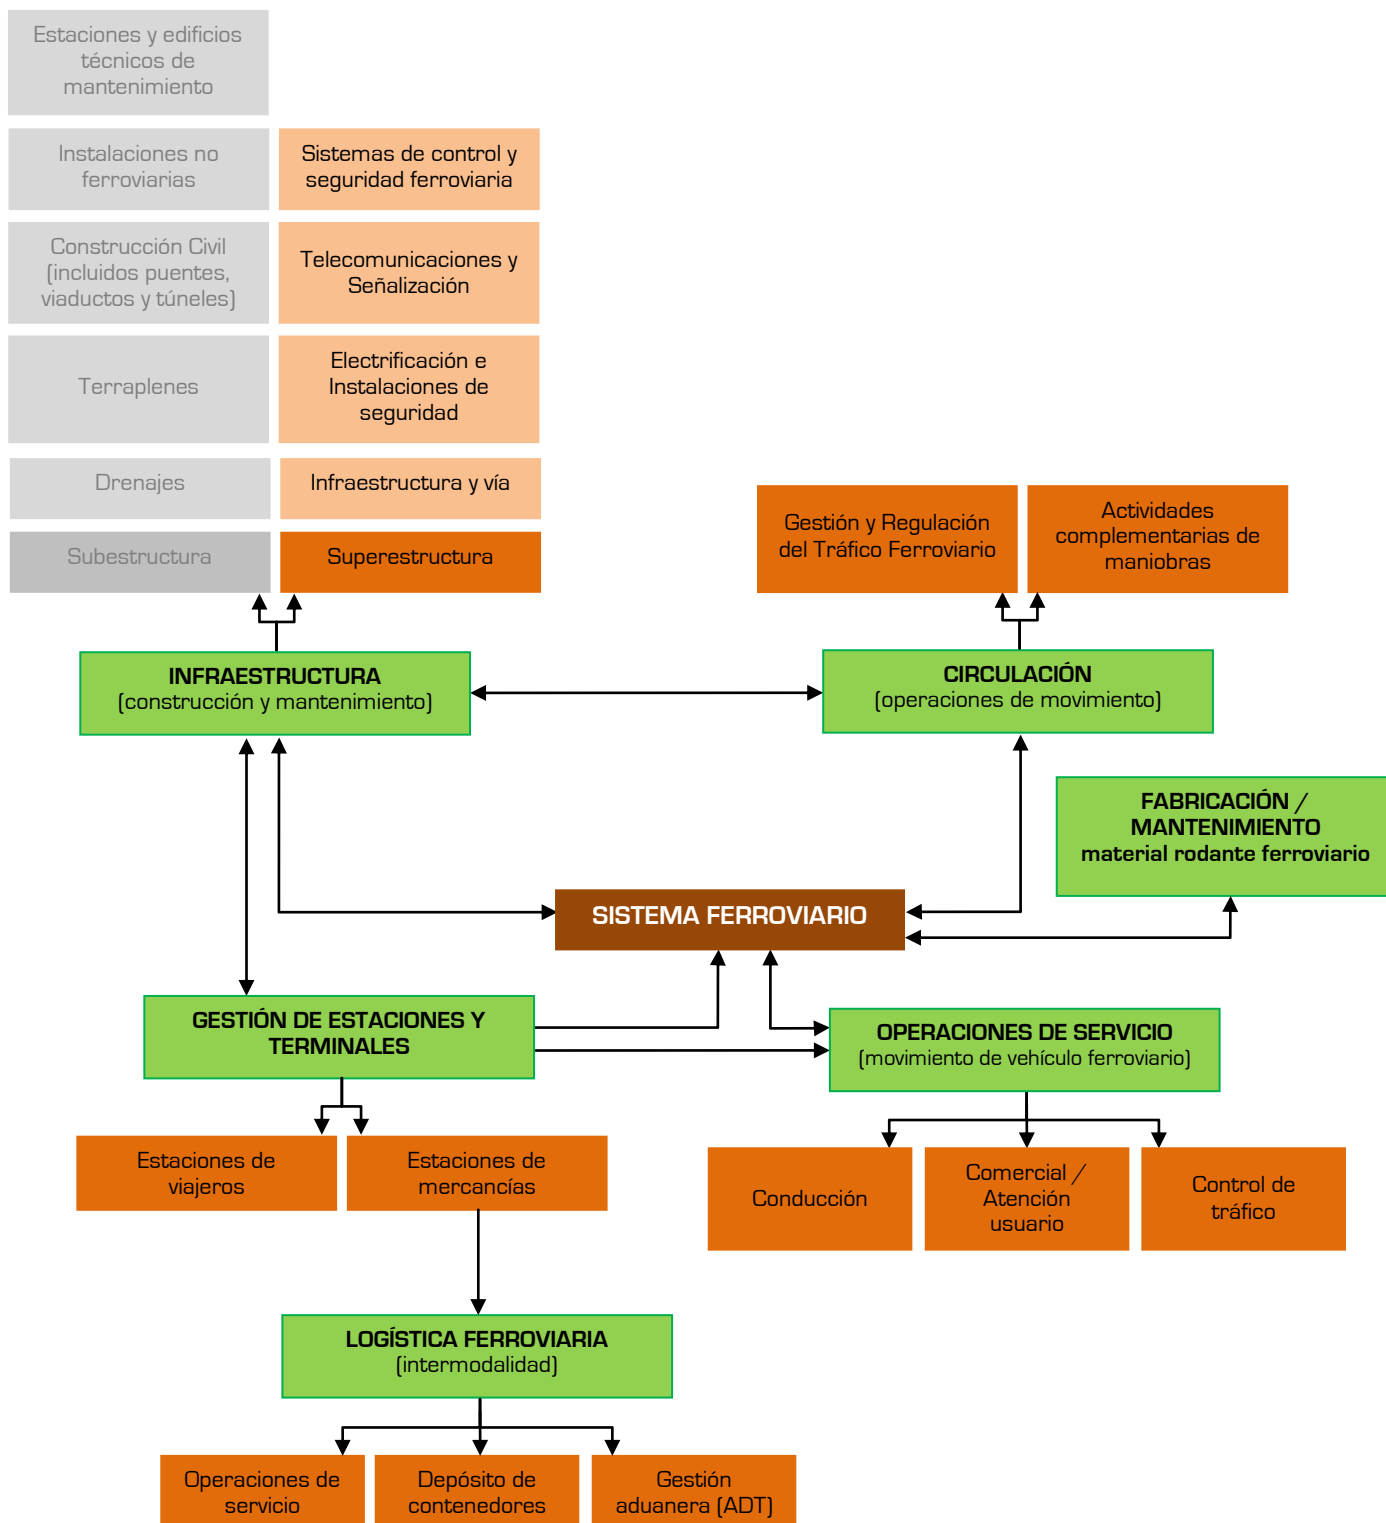 Estaciones y edificios
técnicos de
mantenimiento
Instalaciones no
ferroviarias
Sistemas de control y
seguridad ferroviaria
Construcción Civil
(incluidos puentes,
viaductos y túneles)
Telecomunicaciones y
Señalización
Terraplenes
Electrificación e
Instalaciones de
seguridad
Drenajes
Infraestructura y vía
Subestructura
Superestructura
Gestión y Regulación
del Tráfico Ferroviario
Actividades
complementarias de
maniobras
INFRAESTRUCTURA
(construcción y mantenimiento)
CIRCULACIÓN
(operaciones de movimiento)
FABRICACIÓN /
MANTENIMIENTO
material rodante ferroviario
SISTEMA FERROVIARIO
GESTIÓN DE ESTACIONES Y
TERMINALES
OPERACIONES DE SERVICIO
(movimiento de vehículo ferroviario)
Estaciones de
viajeros
Estaciones de
mercancías
Conducción
Comercial /
Atención
usuario
Control de
tráfico
LOGÍSTICA FERROVIARIA
(intermodalidad)
Operaciones de
servicio
Depósito de
contenedores
Gestión
aduanera (ADT)